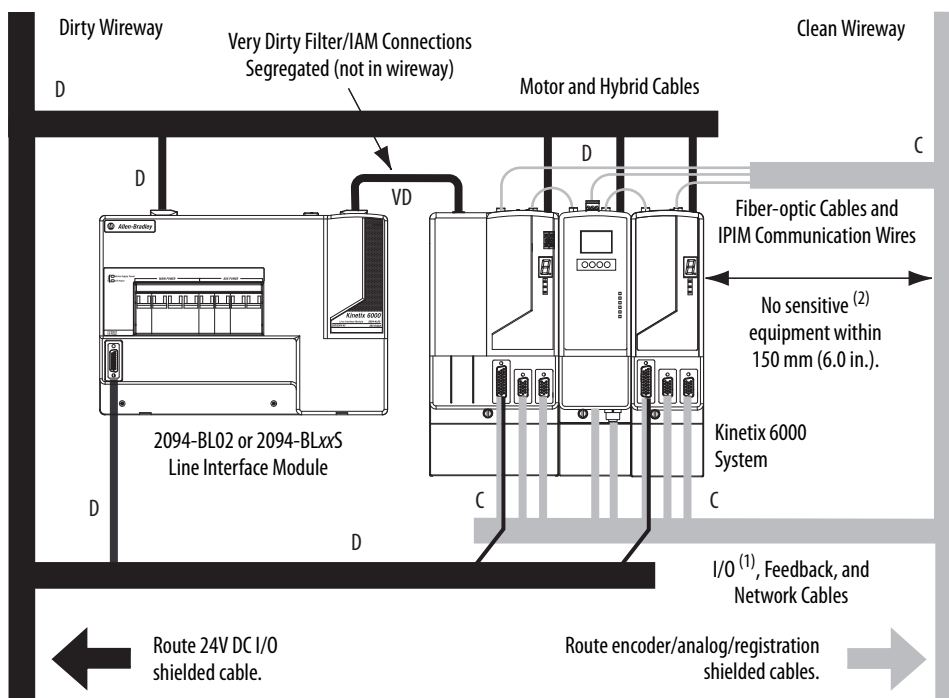 Dirty Wireway
Clean Wireway
Very Dirty Filter/IAM Connections
Segregated (not in wireway)
Motor and Hybrid Cables
D
D
VD
D
C
Fiber-optic Cables and
IPIM Communication Wires
Allen-Bradley
Kinetix 6000
No sensitive (2)
equipment within
150 mm (6.0 in.).
2094-BL02 or 2094-BLxxS
Line Interface Module
Kinetix 6000
System
D
C
C
D
I/O (1), Feedback, and
Network Cables
Route 24V DC I/O
shielded cable.
Route encoder/analog/registration
shielded cables.